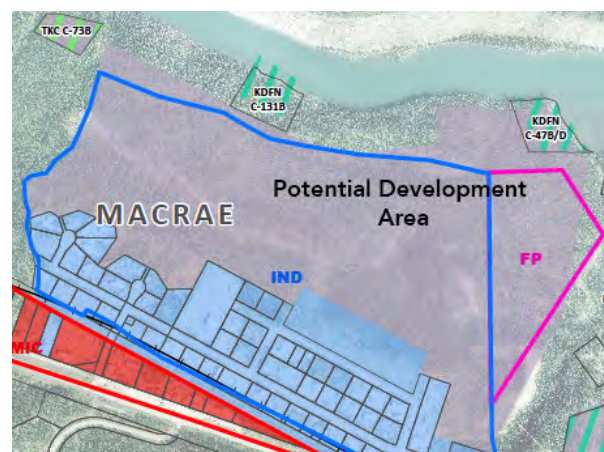 TKC C-73B
KDFN
C-131B
KDFN
C-47B/D
Potential Development
Area
MACRAE
FP
IND
MIC